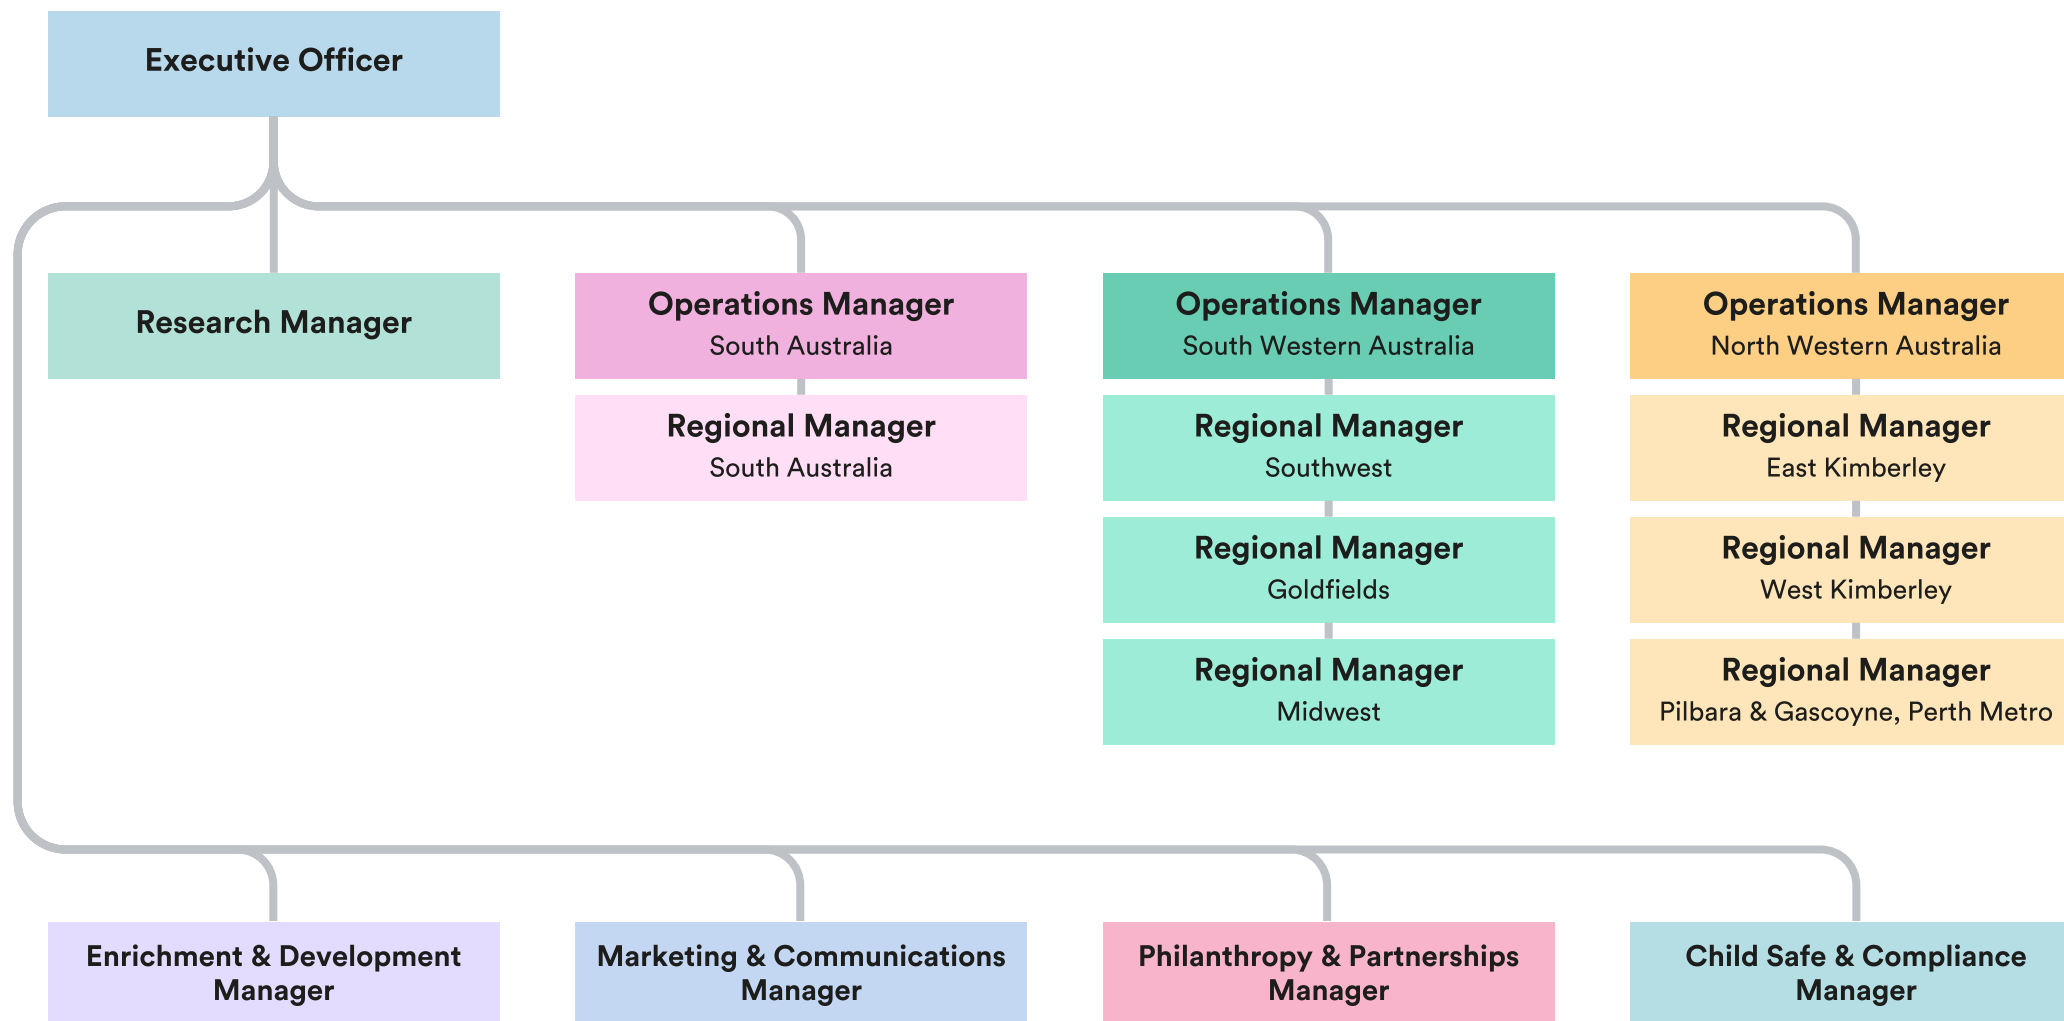 Executive Officer
Research Manager
Operations Manager
South Australia
Regional Manager
South Australia
Operations Manager
South Western Australia
Regional Manager
Southwest
Regional Manager
Goldfields
Regional Manager
Midwest
Operations Manager
North Western Australia
Regional Manager
East Kimberley
Regional Manager
West Kimberley
Regional Manager
Pilbara & Gascoyne, Perth Metro
Enrichment & Development
Manager
Marketing & Communications
Manager
Philanthropy & Partnerships
Manager
Child Safe & Compliance
Manager